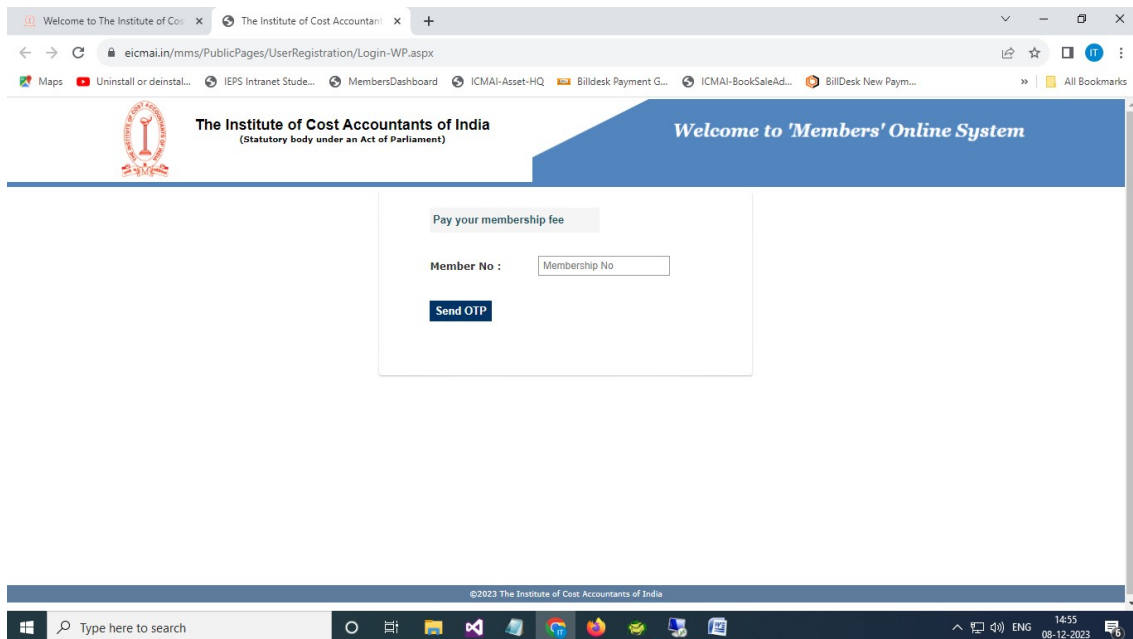 Welcome to The Institute of Cos
The Institute of Cost Accountant
eicmai.in/mms/PublicPages/UserRegistration/Login-WP.aspx
IT
Maps
Uninstall or deinstal...
IEPS Intranet Stude...
MembersDashboard
ICMAI-Asset-HQ
Billdesk Payment G...
ICMAI-BookSaleAd...
BillDesk New Paym...
»
All Bookmarks
The Institute of Cost Accountants of India
(Statutory body under an Act of Parliament)
Welcome to 'Members' Online System
Pay your membership fee
Member No :
Membership No
Send OTP
©2023 The Institute of Cost Accountants of India
Type here to search
ENG
14:55
08-12-2023
6